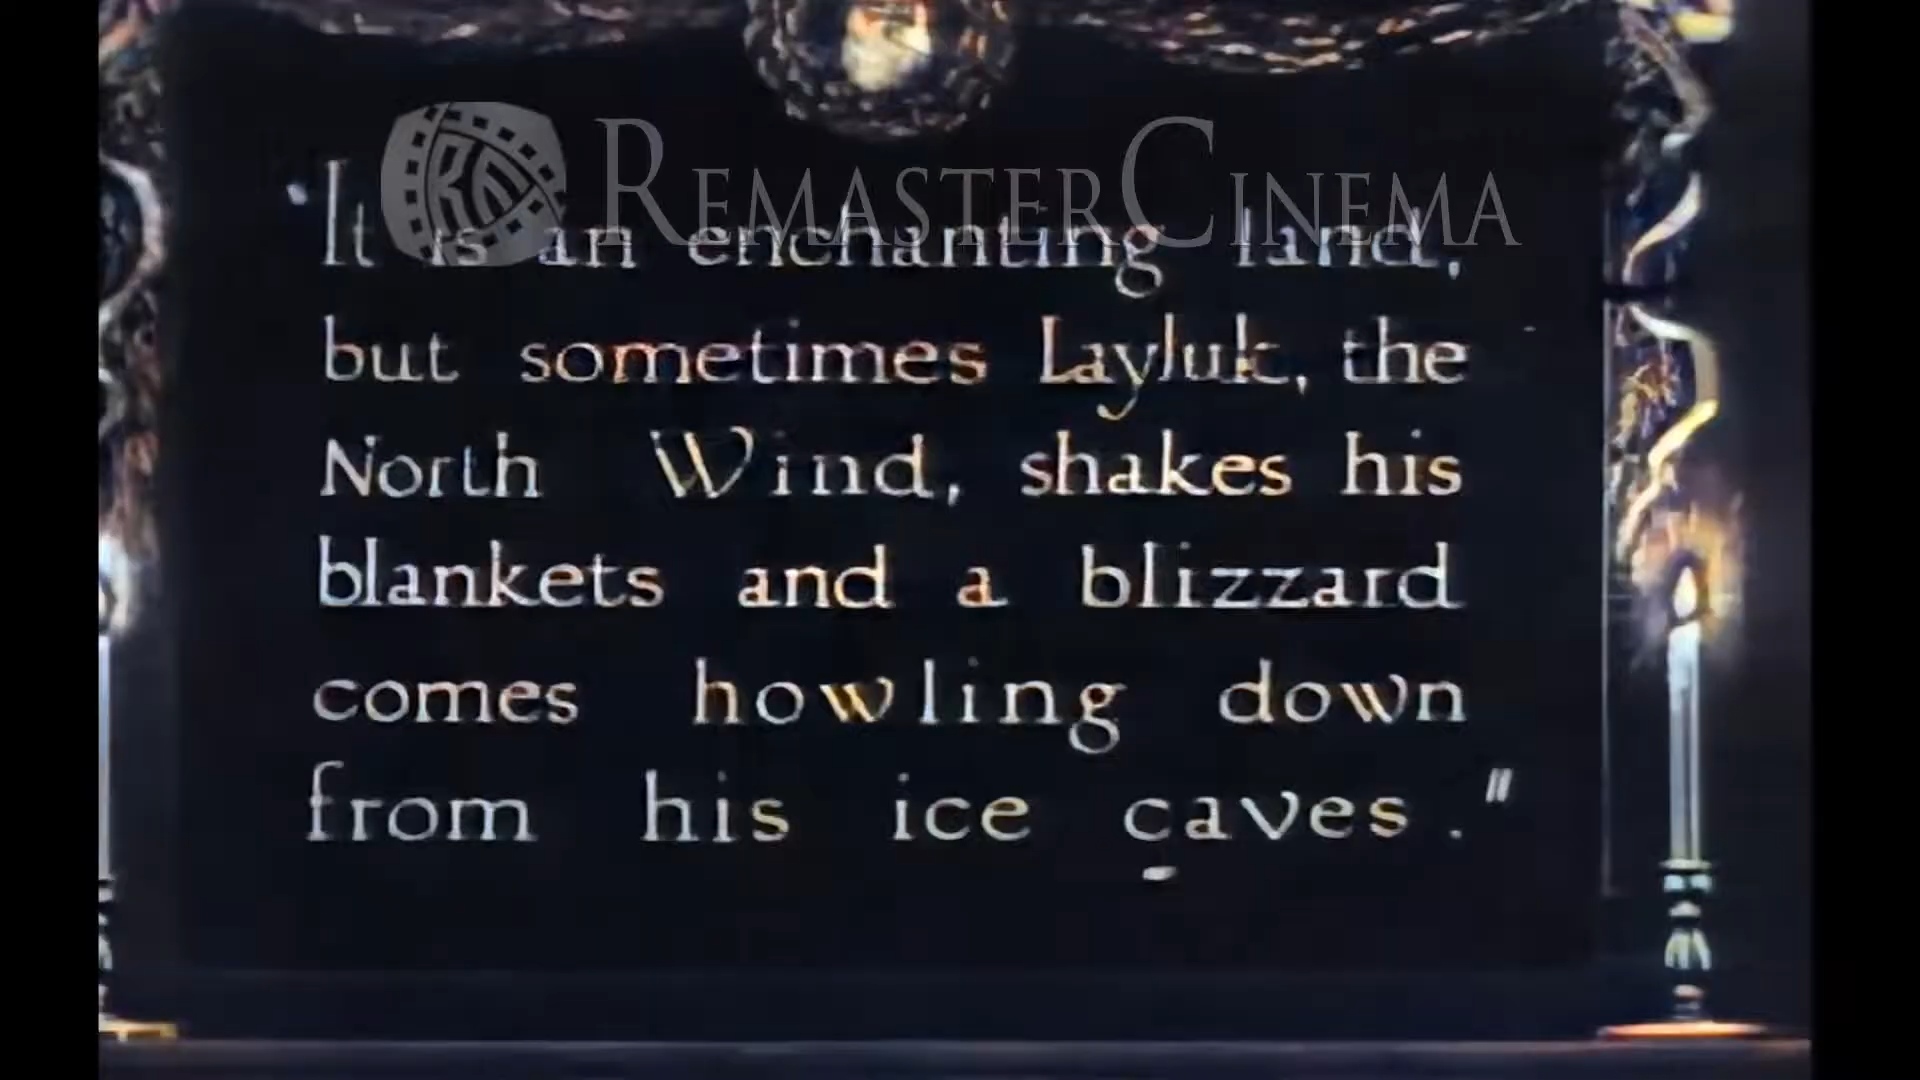 REMASTERCINEMA
"It is an enchanting land,
but sometimes Layluk, the
North Wind, shakes his
blankets and a blizzard
comes howling down
from his ice caves."